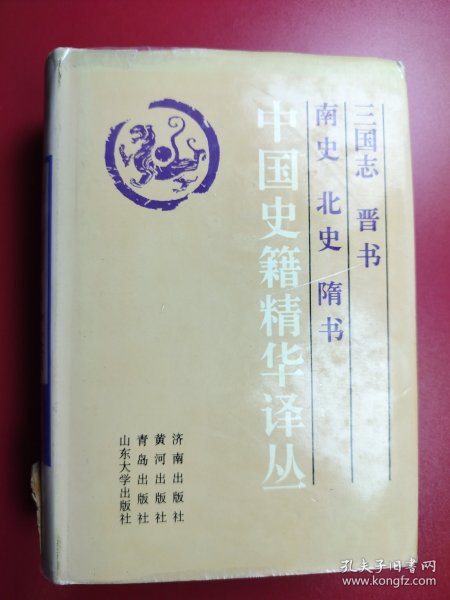 三国志 晋书
南史 北史 隋书
中国史籍精华译丛
济南出版社
黄河出版社
青岛出版社
山东大学出版社
孔夫子旧书网
www.kongfz.com